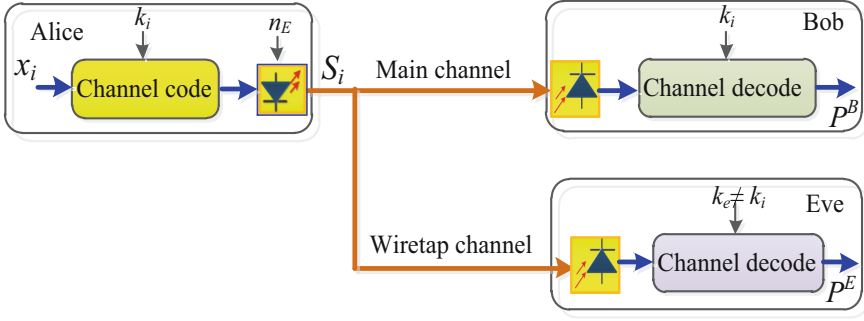 Alice
k_i
n_E
x_i
Channel code
S_i
Main channel
Bob
k_i
Channel decode
P^B
Wiretap channel
Eve
k_e ≠ k_i
Channel decode
P^E